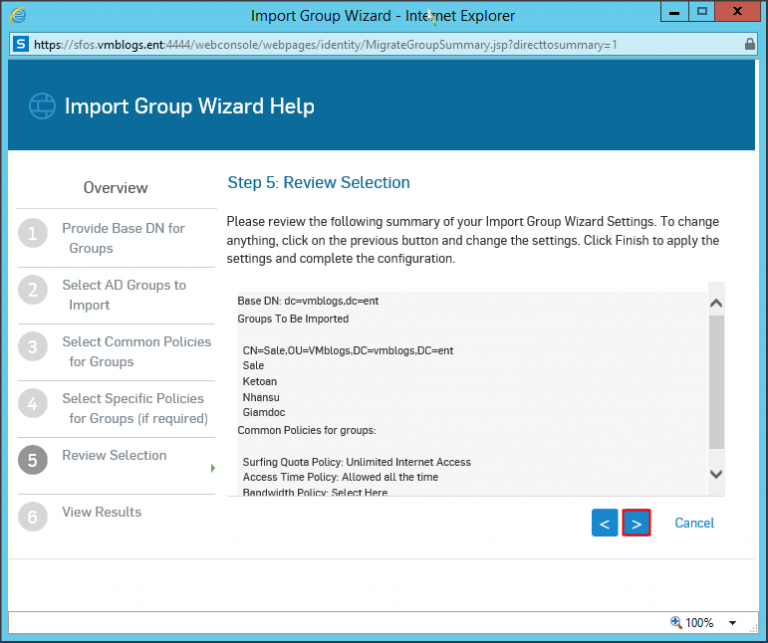 Import Group Wizard - Internet Explorer
S https://sfos.vmblogs.ent:4444/webconsole/webpages/identity/MigrateGroupSummary.jsp?directtosummary=1
Import Group Wizard Help
Overview
1 Provide Base DN for
Groups
2 Select AD Groups to
Import
3 Select Common Policies
for Groups
4 Select Specific Policies
for Groups (if required)
5 Review Selection
6 View Results
Step 5: Review Selection
Please review the following summary of your Import Group Wizard Settings. To change
anything, click on the previous button and change the settings. Click Finish to apply the
settings and complete the configuration.
Base DN: dc=vmblogs,dc=ent
Groups To Be Imported
CN=Sale,OU=VMblogs,DC=vmblogs,DC=ent
Sale
Ketoan
Nhansu
Giamdoc
Common Policies for groups:
Surfing Quota Policy: Unlimited Internet Access
Access Time Policy: Allowed all the time
Bandwidth Policy: Select Here
< > Cancel
100%